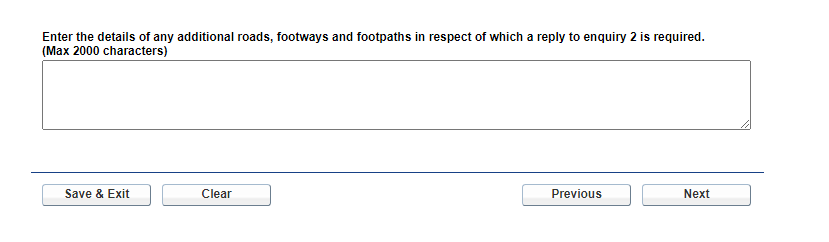 Enter the details of any additional roads, footways and footpaths in respect of which a reply to enquiry 2 is required.
(Max 2000 characters)
Save & Exit Clear Previous Next